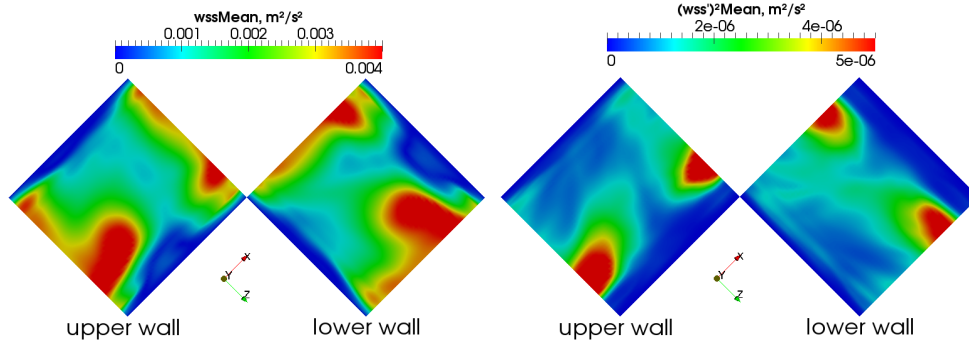 wssMean, m²/s²
0.001 0.002 0.003
0 0.004
(wss')²Mean, m²/s²
2e-06 4e-06
0 5e-06
X
Y
Z
upper wall
lower wall
X
Y
Z
upper wall
lower wall